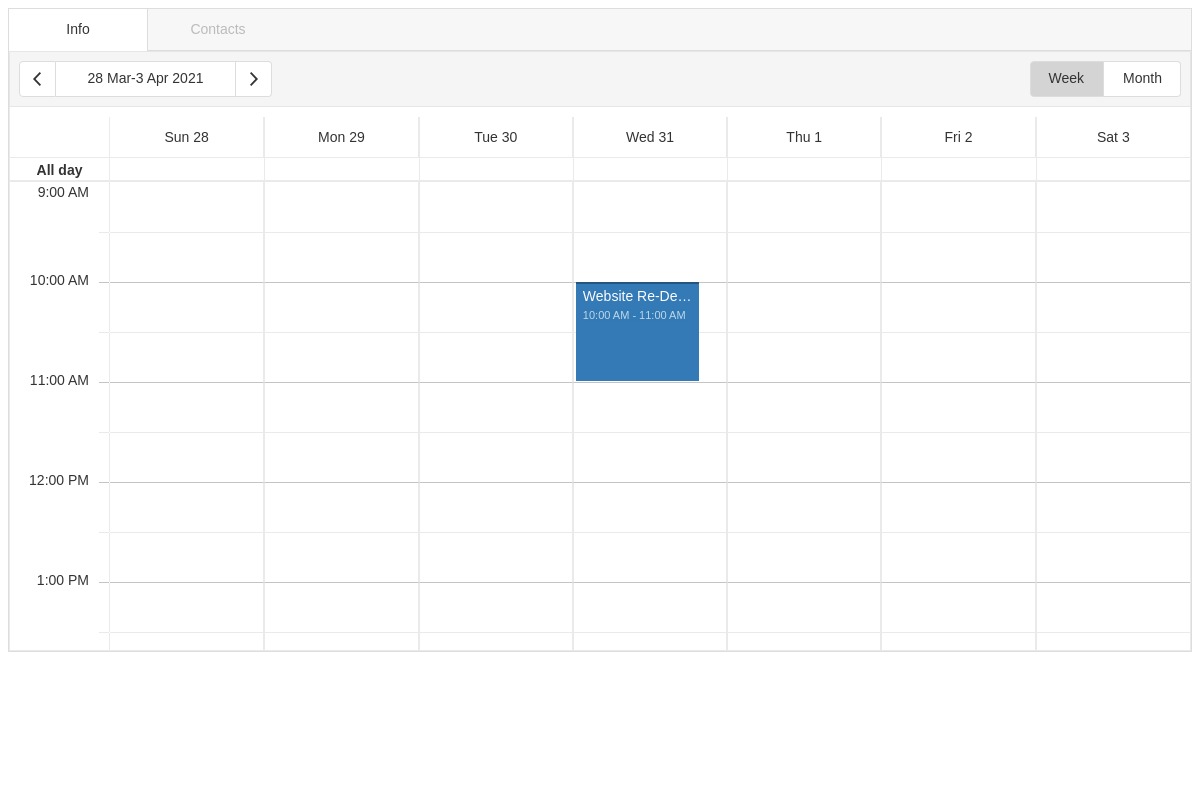 Info Contacts
28 Mar-3 Apr 2021 Week Month
Sun 28 Mon 29 Tue 30 Wed 31 Thu 1 Fri 2 Sat 3
All day
9:00 AM
10:00 AM
Website Re-De…
10:00 AM - 11:00 AM
11:00 AM
12:00 PM
1:00 PM